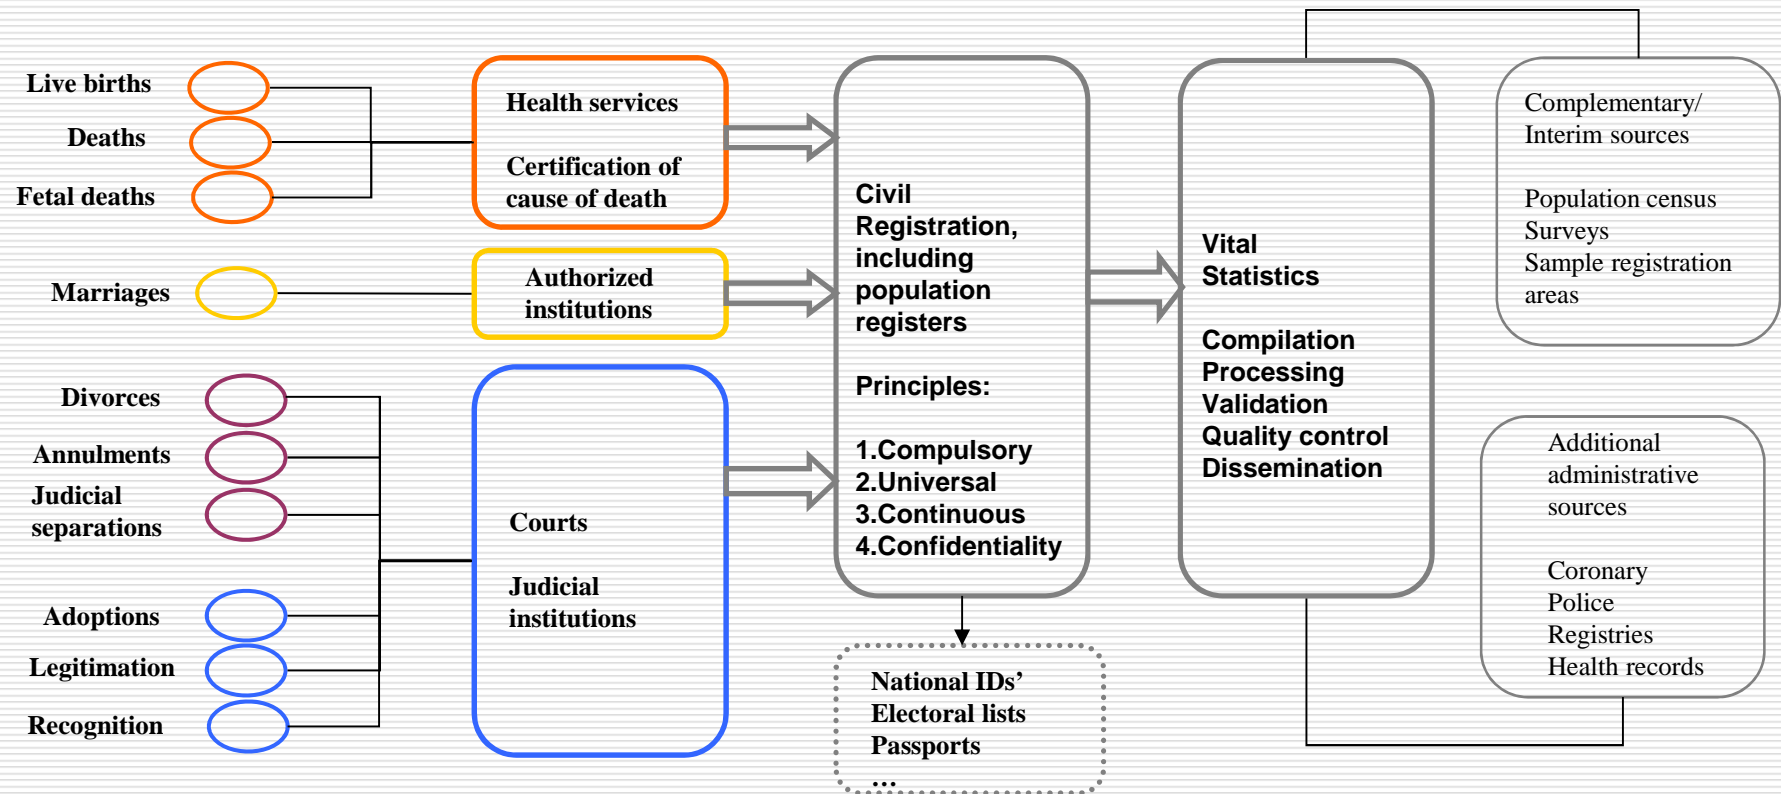 Live births
Deaths
Fetal deaths
Marriages
Divorces
Annulments
Judicial
separations
Adoptions
Legitimation
Recognition
Health services
Certification of
cause of death
Authorized
institutions
Courts
Judicial
institutions
Civil
Registration,
including
population
registers
Principles:
1.Compulsory
2.Universal
3.Continuous
4.Confidentiality
National IDs’
Electoral lists
Passports
…
Vital
Statistics
Compilation
Processing
Validation
Quality control
Dissemination
Complementary/
Interim sources
Population census
Surveys
Sample registration
areas
Additional
administrative
sources
Coronary
Police
Registries
Health records